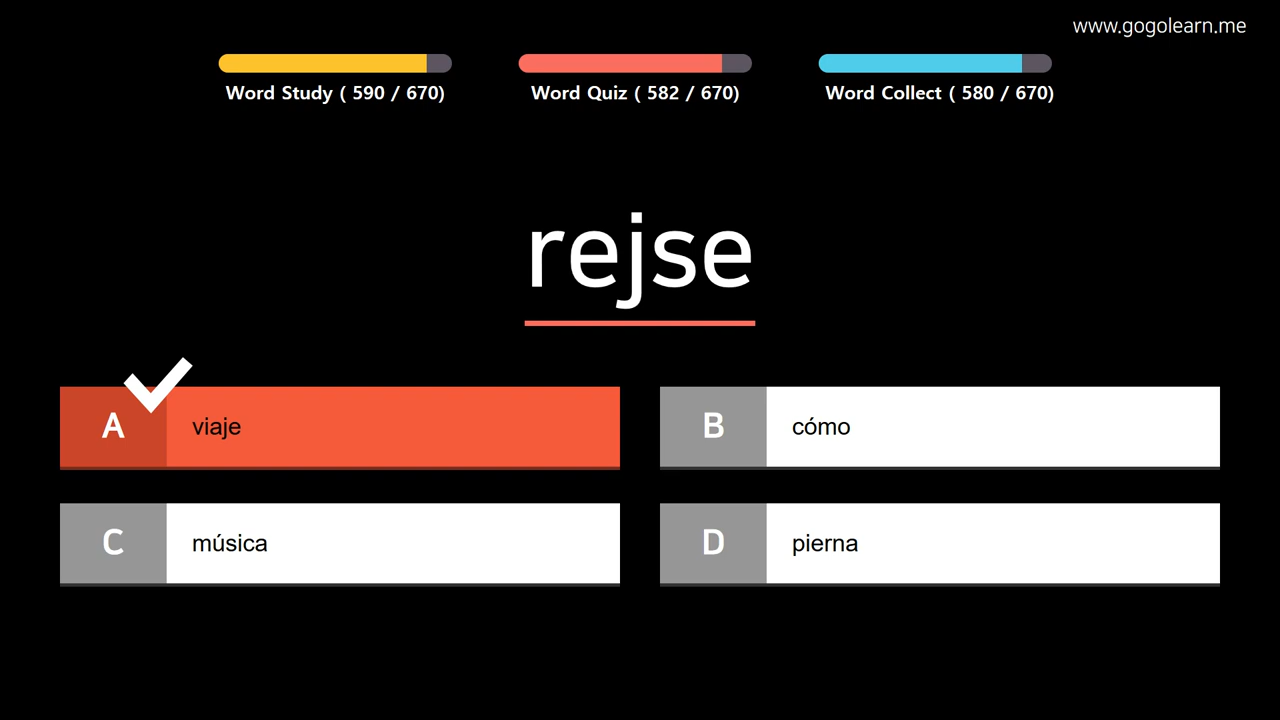 www.gogolearn.me
Word Study ( 590 / 670)
Word Quiz ( 582 / 670)
Word Collect ( 580 / 670)
rejse
A viaje
B cómo
C música
D pierna